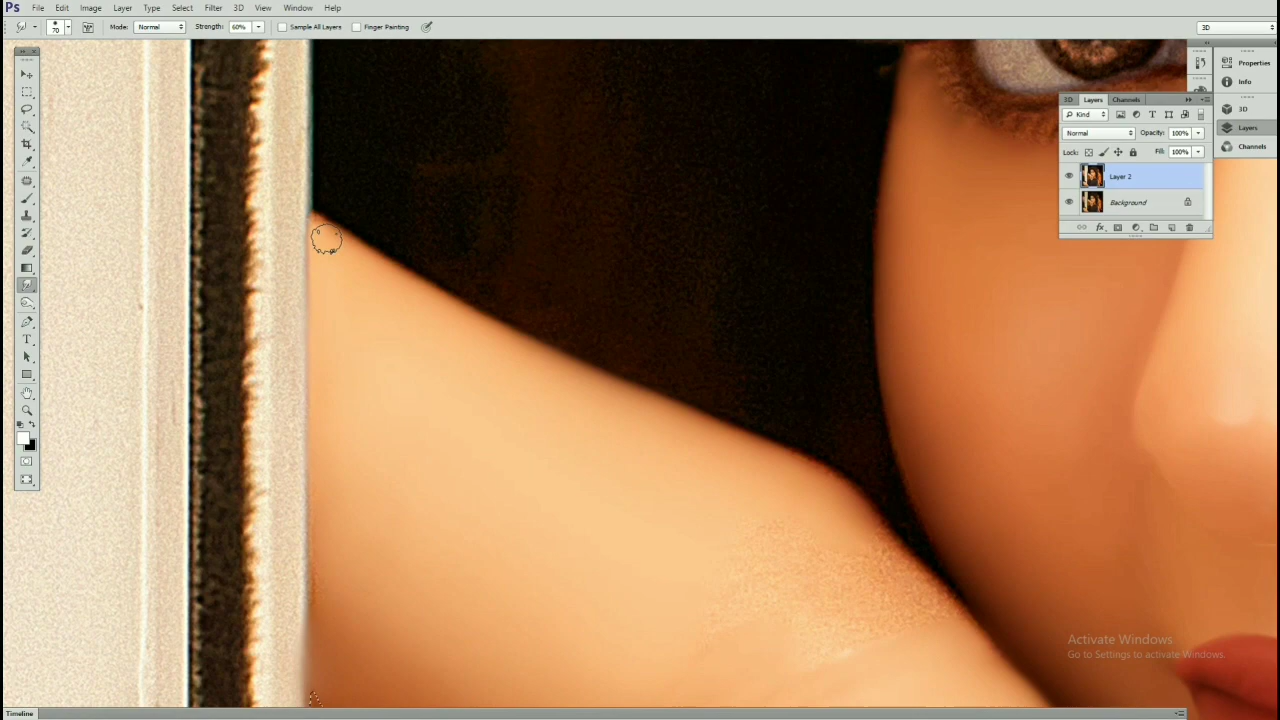 Ps File Edit Image Layer Type Select Filter 3D View Window Help
70 Mode: Normal Strength: 60% Sample All Layers Finger Painting 3D
Properties
Info
3D Layers Channels
3D
Kind T
Layers
Normal Opacity: 100%
Channels
Lock: Fill: 100%
Layer 2
Background
fx
T
Activate Windows
Go to Settings to activate Windows.
Timeline